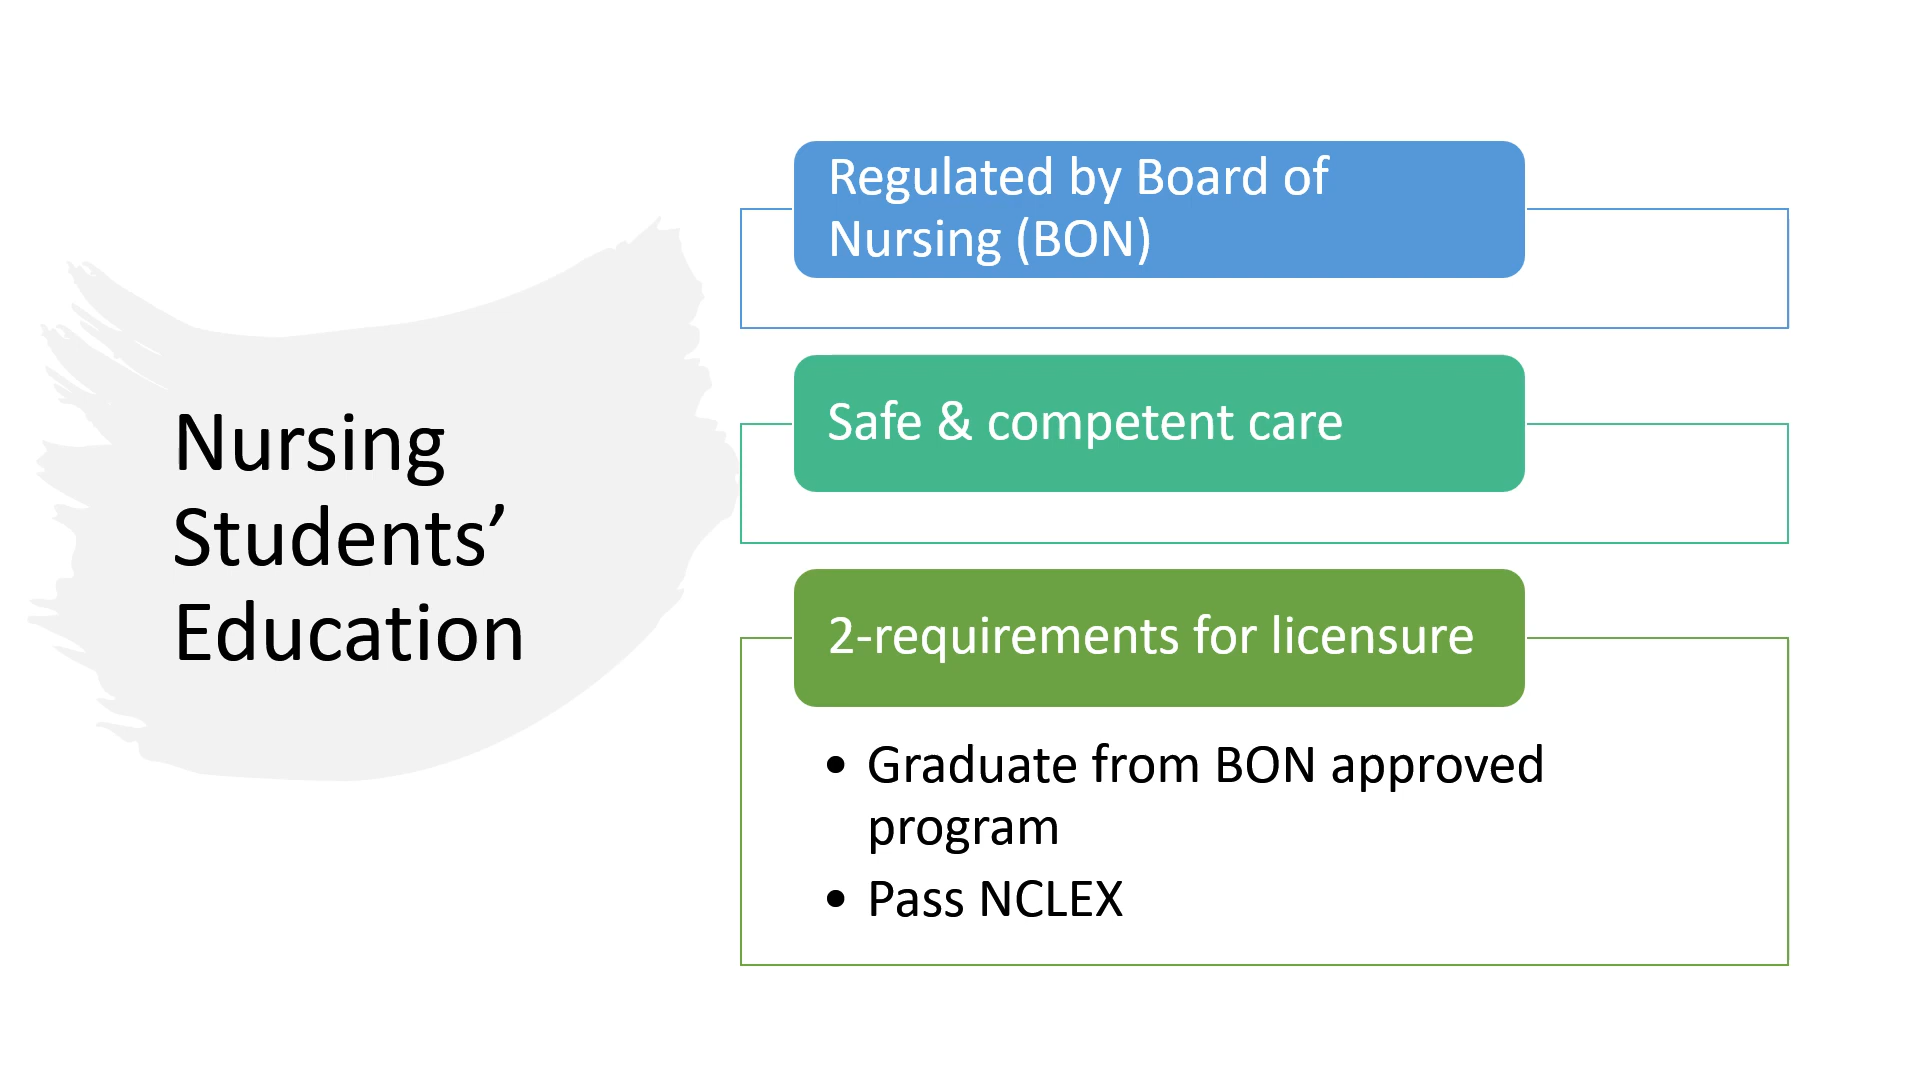 Nursing
Students’
Education
Regulated by Board of
Nursing (BON)
Safe & competent care
2-requirements for licensure
• Graduate from BON approved
program
• Pass NCLEX